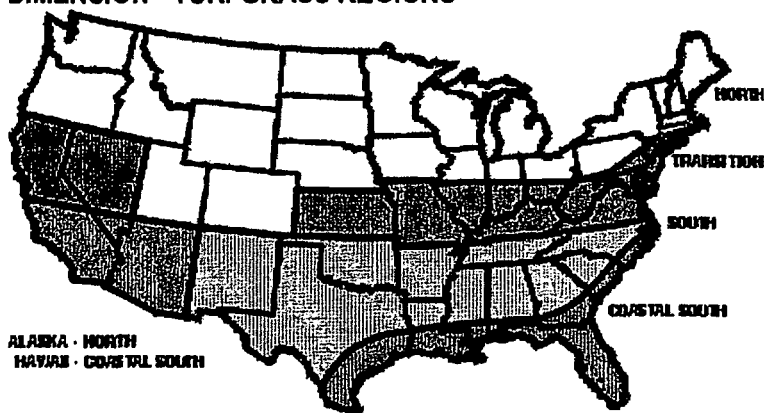 DIMENSION* TURFGRASS REGIONS
NORTH
TRANSITION
SOUTH
COASTAL SOUTH
ALASKA - NORTH
HAWAII - COASTAL SOUTH